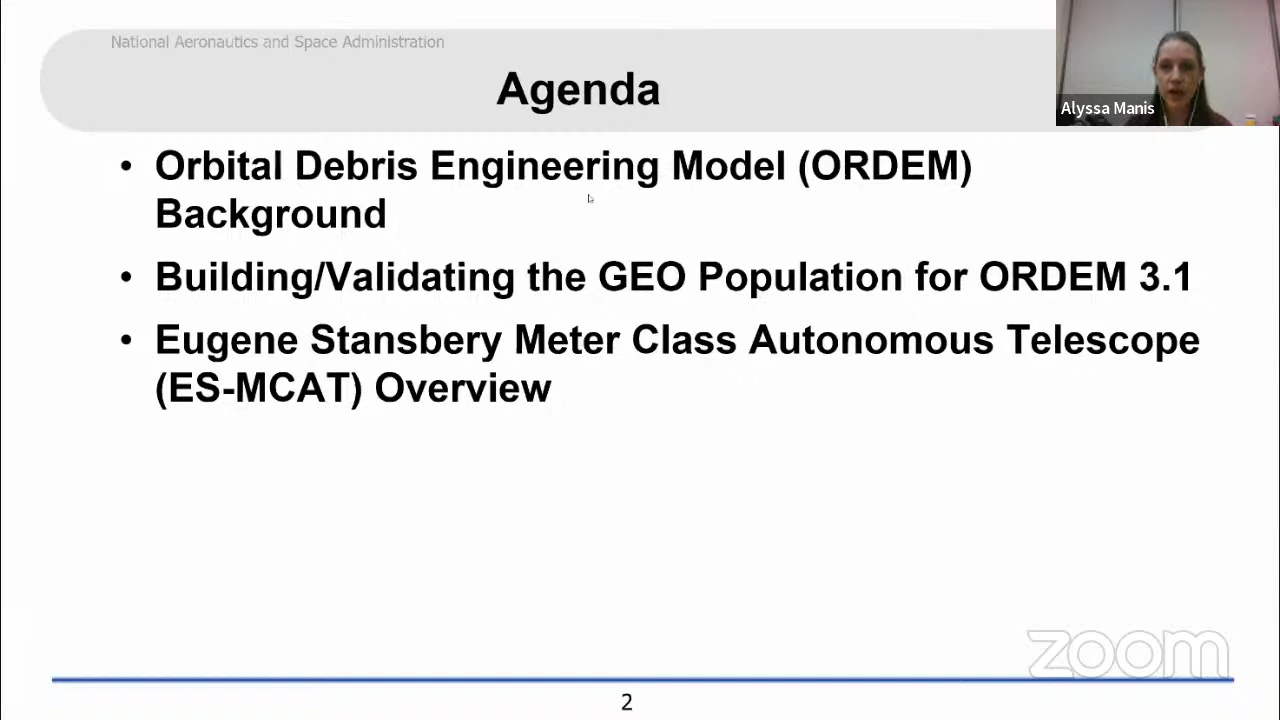 National Aeronautics and Space Administration
Agenda
Alyssa Manis
• Orbital Debris Engineering Model (ORDEM)
Background
• Building/Validating the GEO Population for ORDEM 3.1
• Eugene Stansbery Meter Class Autonomous Telescope
(ES-MCAT) Overview
zoom
2